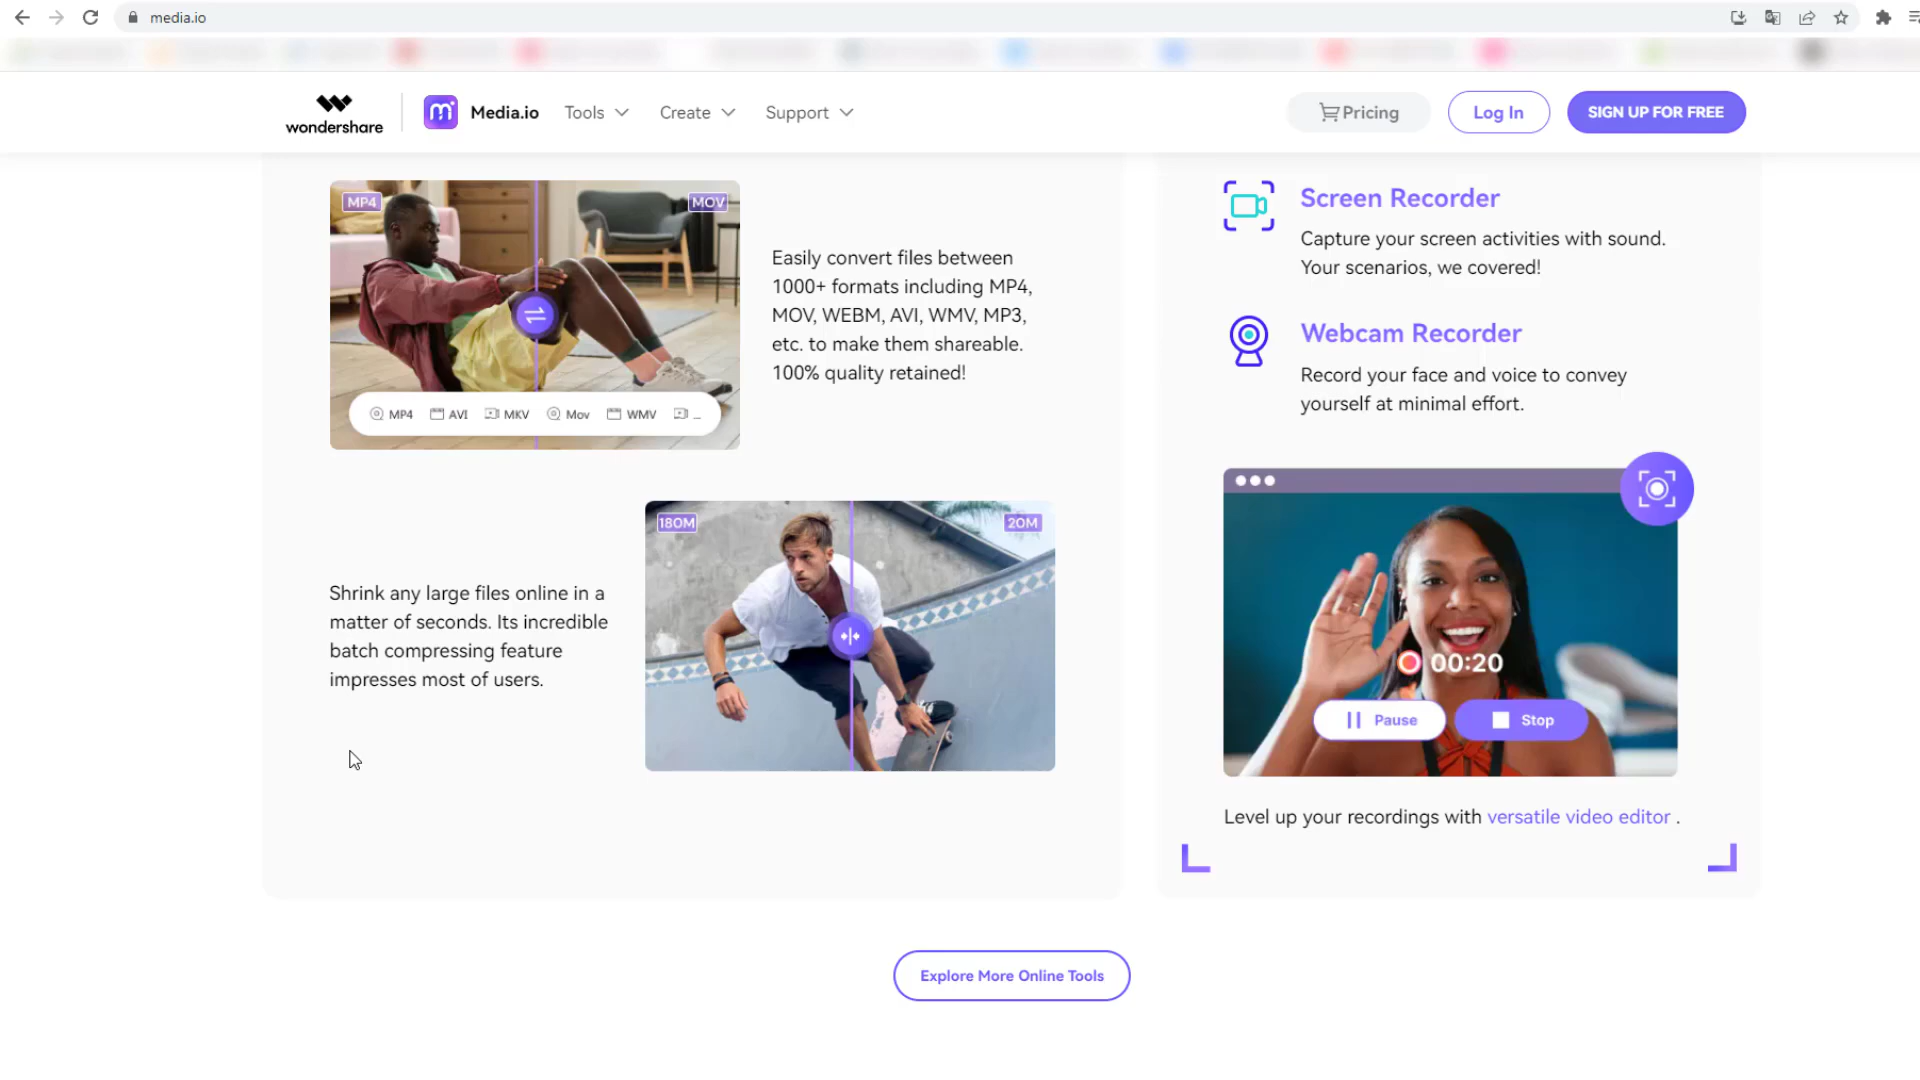 media.io
wondershare
Media.io
Tools
Create
Support
Pricing
Log In
SIGN UP FOR FREE
MP4
MOV
MP4
AVI
MKV
Mov
WMV
...
Easily convert files between
1000+ formats including MP4,
MOV, WEBM, AVI, WMV, MP3,
etc. to make them shareable.
100% quality retained!
Shrink any large files online in a
matter of seconds. Its incredible
batch compressing feature
impresses most of users.
180M
20M
Screen Recorder
Capture your screen activities with sound.
Your scenarios, we covered!
Webcam Recorder
Record your face and voice to convey
yourself at minimal effort.
00:20
Pause
Stop
Level up your recordings with versatile video editor .
Explore More Online Tools